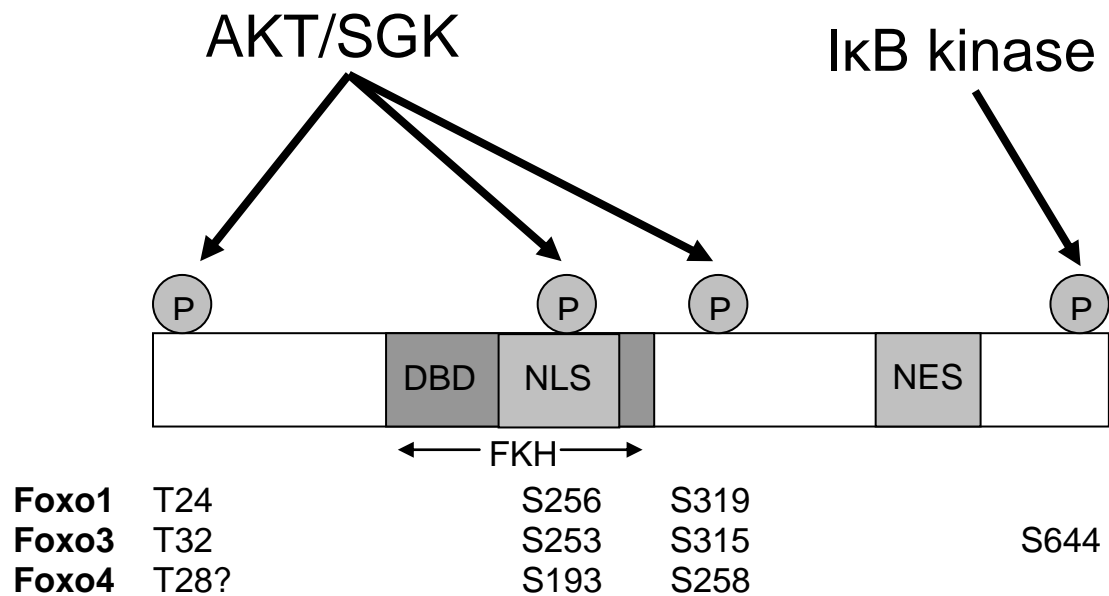 AKT/SGK
IκB kinase
P P P P
DBD NLS NES
FKH
Foxo1 T24 S256 S319
Foxo3 T32 S253 S315 S644
Foxo4 T28? S193 S258